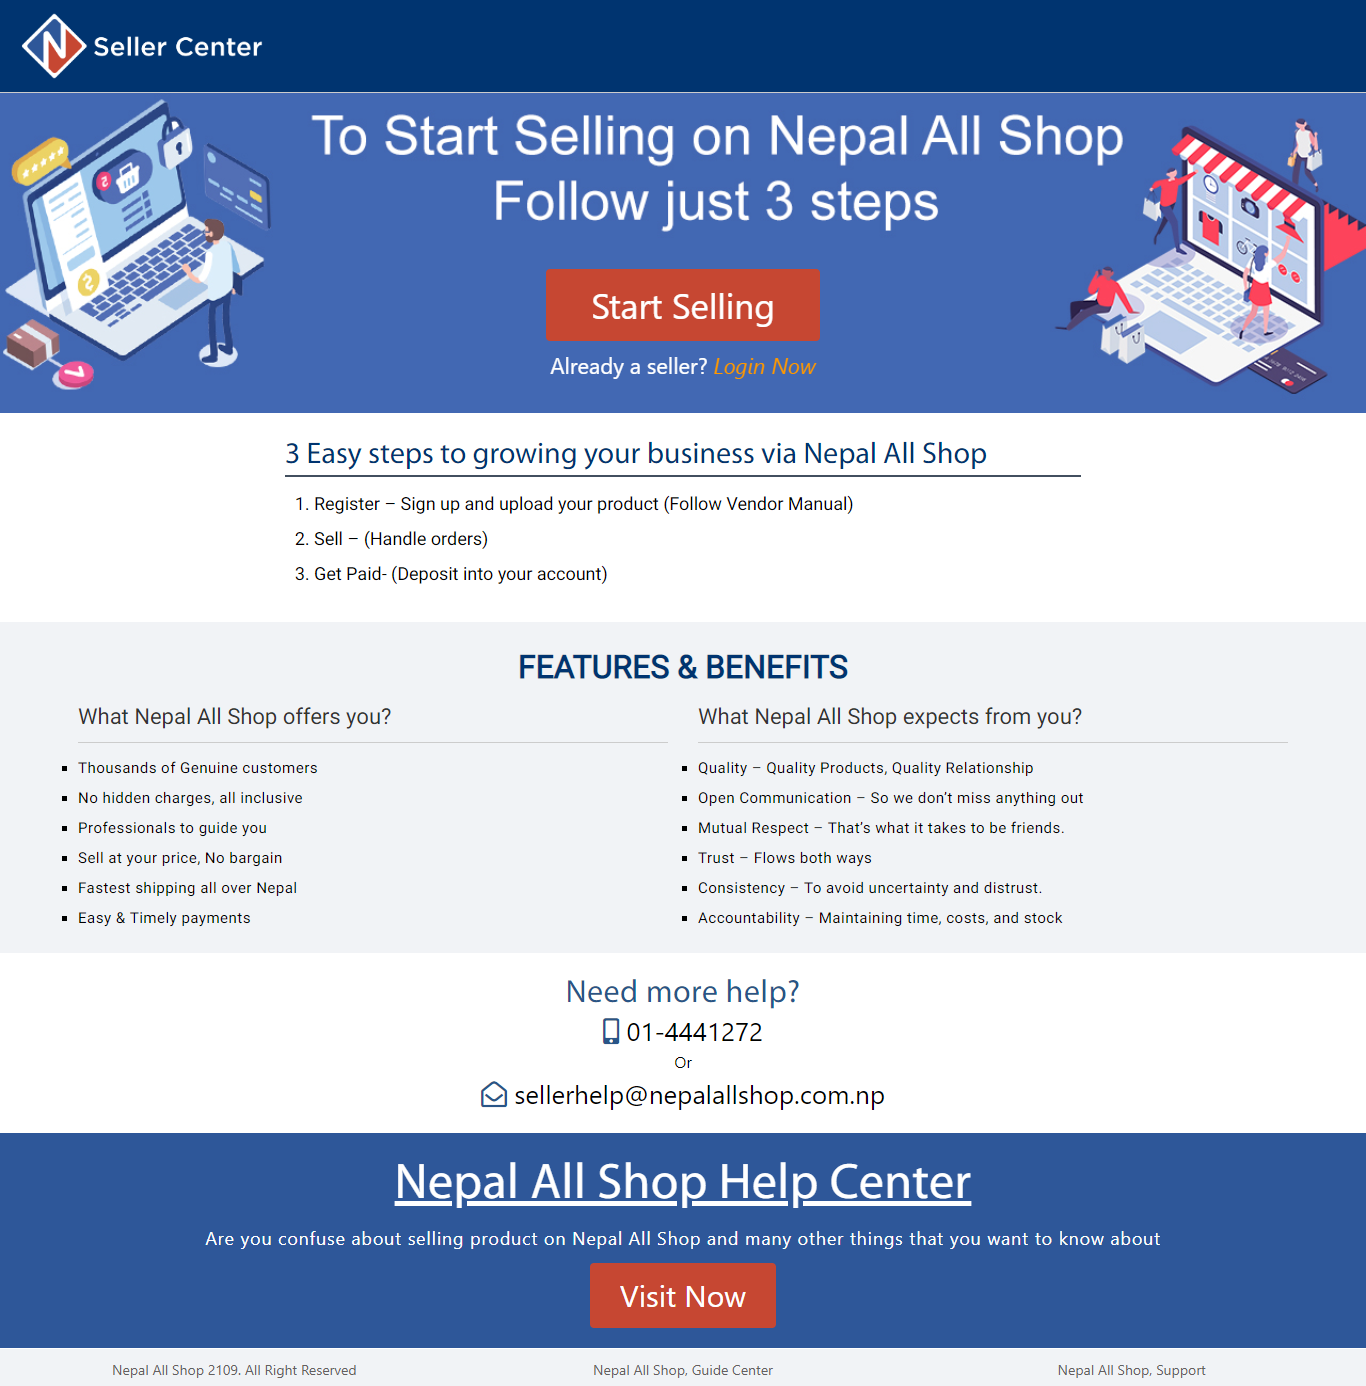 Seller Center
To Start Selling on Nepal All Shop
Follow just 3 steps
Start Selling
Already a seller? Login Now
3 Easy steps to growing your business via Nepal All Shop
1. Register – Sign up and upload your product (Follow Vendor Manual)
2. Sell – (Handle orders)
3. Get Paid- (Deposit into your account)
FEATURES & BENEFITS
What Nepal All Shop offers you?
Thousands of Genuine customers
No hidden charges, all inclusive
Professionals to guide you
Sell at your price, No bargain
Fastest shipping all over Nepal
Easy & Timely payments
What Nepal All Shop expects from you?
Quality – Quality Products, Quality Relationship
Open Communication – So we don’t miss anything out
Mutual Respect – That’s what it takes to be friends.
Trust – Flows both ways
Consistency – To avoid uncertainty and distrust.
Accountability – Maintaining time, costs, and stock
Need more help?
01-4441272
Or
sellerhelp@nepalallshop.com.np
Nepal All Shop Help Center
Are you confuse about selling product on Nepal All Shop and many other things that you want to know about
Visit Now
Nepal All Shop 2109. All Right Reserved
Nepal All Shop, Guide Center
Nepal All Shop, Support